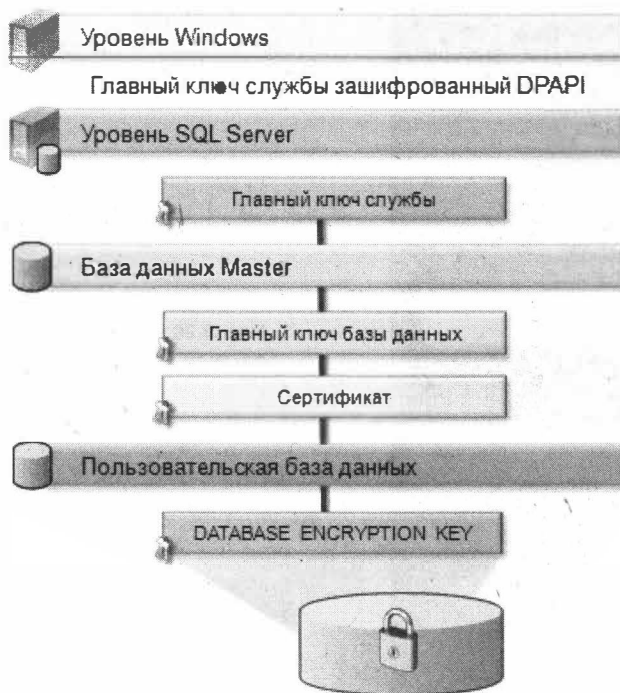 Уровень Windows
Главный ключ службы зашифрованный DPAPI
Уровень SQL Server
Главный ключ службы
База данных Master
Главный ключ базы данных
Сертификат
Пользовательская база данных
DATABASE ENCRYPTION KEY